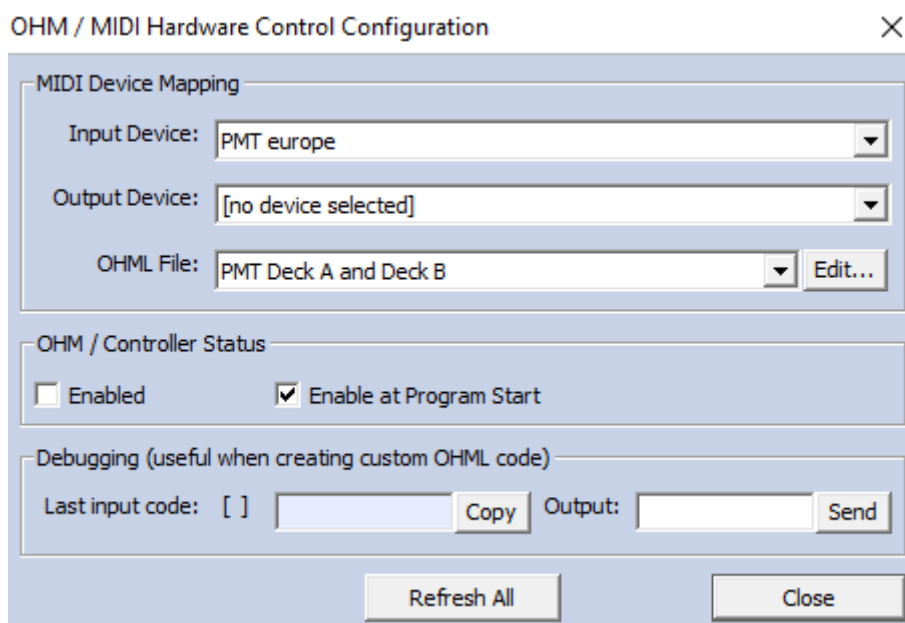 OHM / MIDI Hardware Control Configuration
MIDI Device Mapping
Input Device: PMT europe
Output Device: [no device selected]
OHML File: PMT Deck A and Deck B Edit...
OHM / Controller Status
Enabled Enable at Program Start
Debugging (useful when creating custom OHML code)
Last input code: [ ] Copy Output: Send
Refresh All Close